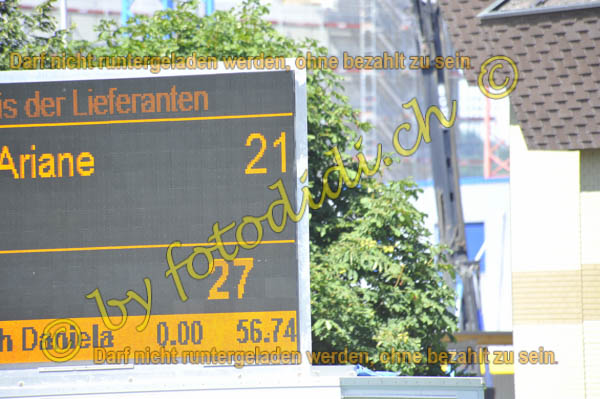 Darf nicht runtergeladen werden, ohne bezahlt zu sein.
is der Lieferanten
Ariane 21
© by fotodidi.ch ©
27
h Daniela 0.00 56.74
Darf nicht runtergeladen werden, ohne bezahlt zu sein.